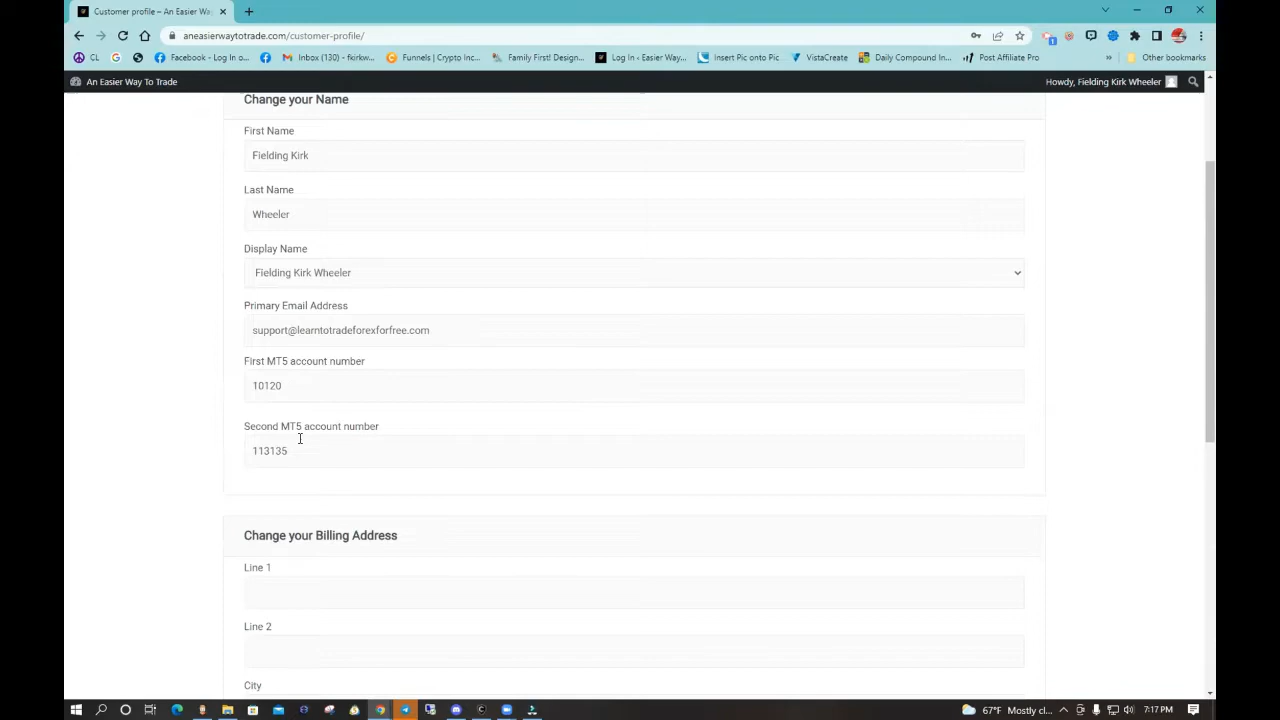 Customer profile – An Easier Wa
aneasierwaytotrade.com/customer-profile/
CL
Facebook - Log In o...
Inbox (130) - fkirkw...
Funnels | Crypto Inc...
Family First! Design...
Log In ‹ Easier Way...
Insert Pic onto Pic
VistaCreate
Daily Compound In...
Post Affiliate Pro
»
Other bookmarks
An Easier Way To Trade
Howdy, Fielding Kirk Wheeler
Change your Name
First Name
Fielding Kirk
Last Name
Wheeler
Display Name
Fielding Kirk Wheeler
Primary Email Address
support@learntotradeforexforfree.com
First MT5 account number
10120
Second MT5 account number
113135
Change your Billing Address
Line 1
Line 2
City
67°F Mostly cl...
7:17 PM